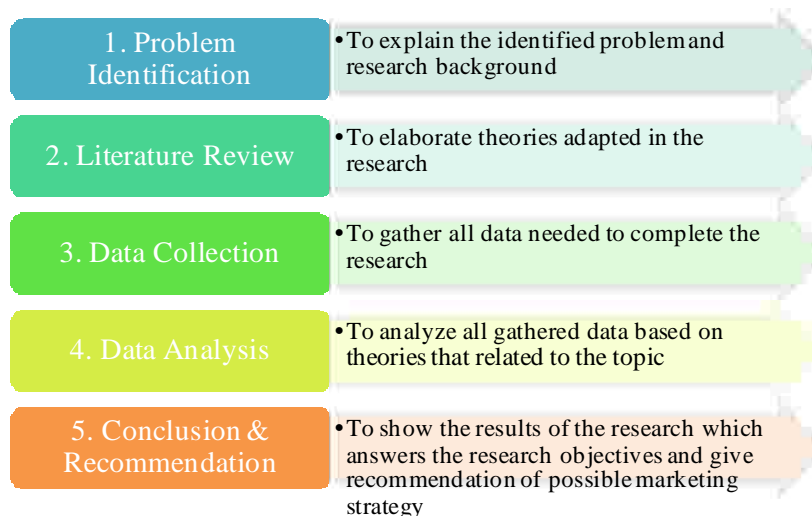 1. Problem
Identification
• To explain the identified problem and
research background
2. Literature Review
• To elaborate theories adapted in the
research
3. Data Collection
• To gather all data needed to complete the
research
4. Data Analysis
• To analyze all gathered data based on
theories that related to the topic
5. Conclusion &
Recommendation
• To show the results of the research which
answers the research objectives and give
recommendation of possible marketing
strategy